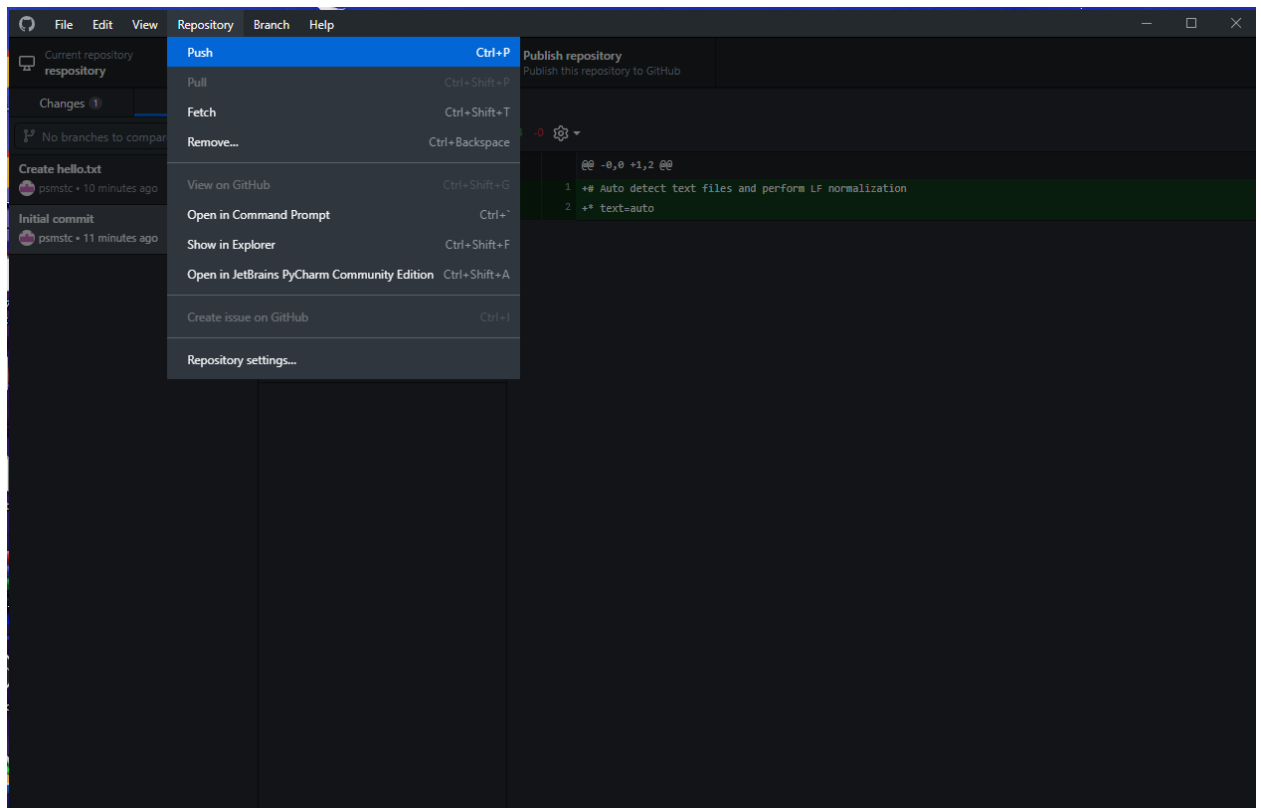 File Edit View Repository Branch Help
Current repository
respository
Publish repository
Publish this repository to GitHub
Changes 1
No branches to compar
Create hello.txt
psmstc • 10 minutes ago
Initial commit
psmstc • 11 minutes ago
Push Ctrl+P
Pull Ctrl+Shift+P
Fetch Ctrl+Shift+T
Remove... Ctrl+Backspace
View on GitHub Ctrl+Shift+G
Open in Command Prompt Ctrl+`
Show in Explorer Ctrl+Shift+F
Open in JetBrains PyCharm Community Edition Ctrl+Shift+A
Create issue on GitHub Ctrl+I
Repository settings...
-0
@@ -0,0 +1,2 @@
1 +# Auto detect text files and perform LF normalization
2 +* text=auto